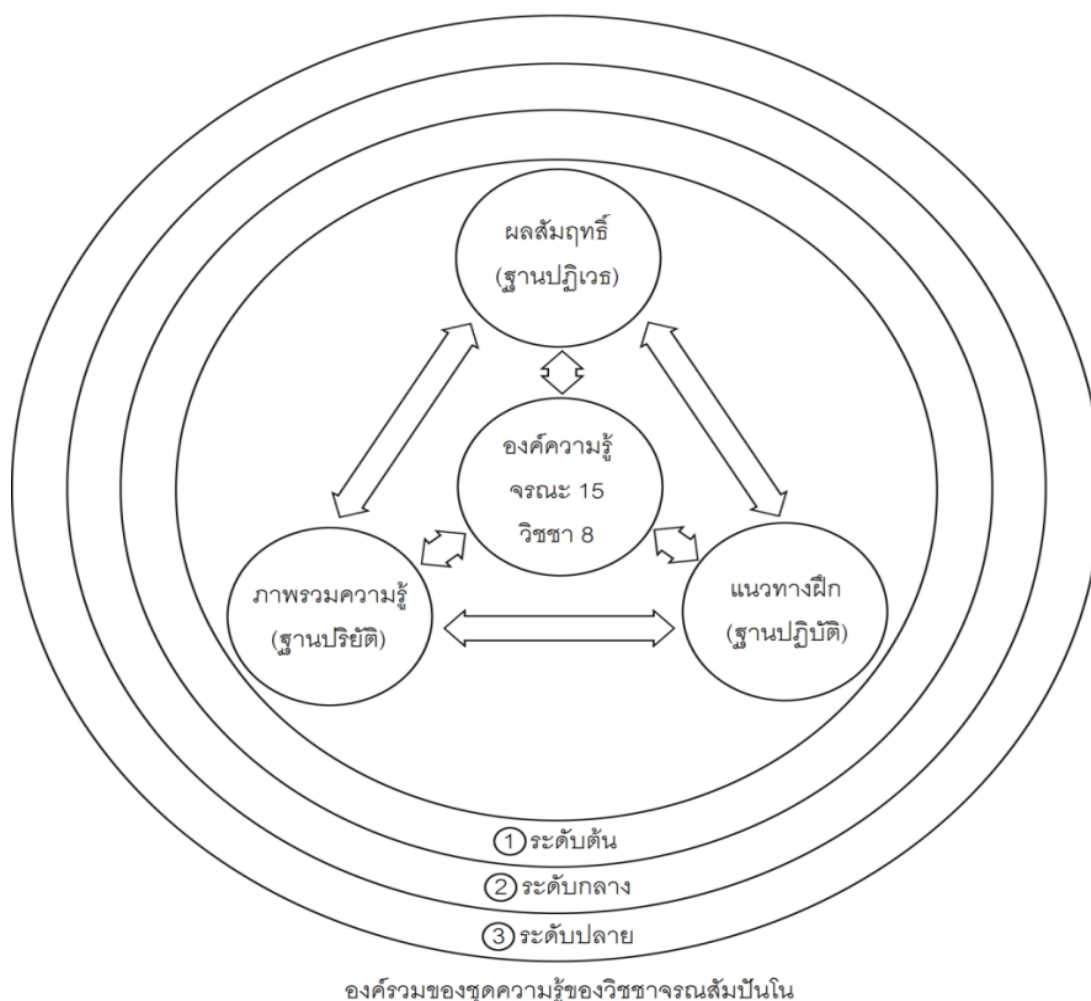 ผลสัมฤทธิ์
(ฐานปฏิเวธ)
องค์ความรู้
จรณะ 15
วิชชา 8
ภาพรวมความรู้
(ฐานปริยัติ)
แนวทางฝึก
(ฐานปฏิบัติ)
1 ระดับต้น
2 ระดับกลาง
3 ระดับปลาย
องค์รวมของชุดความรู้ของวิชชาจรณสัมปันโน